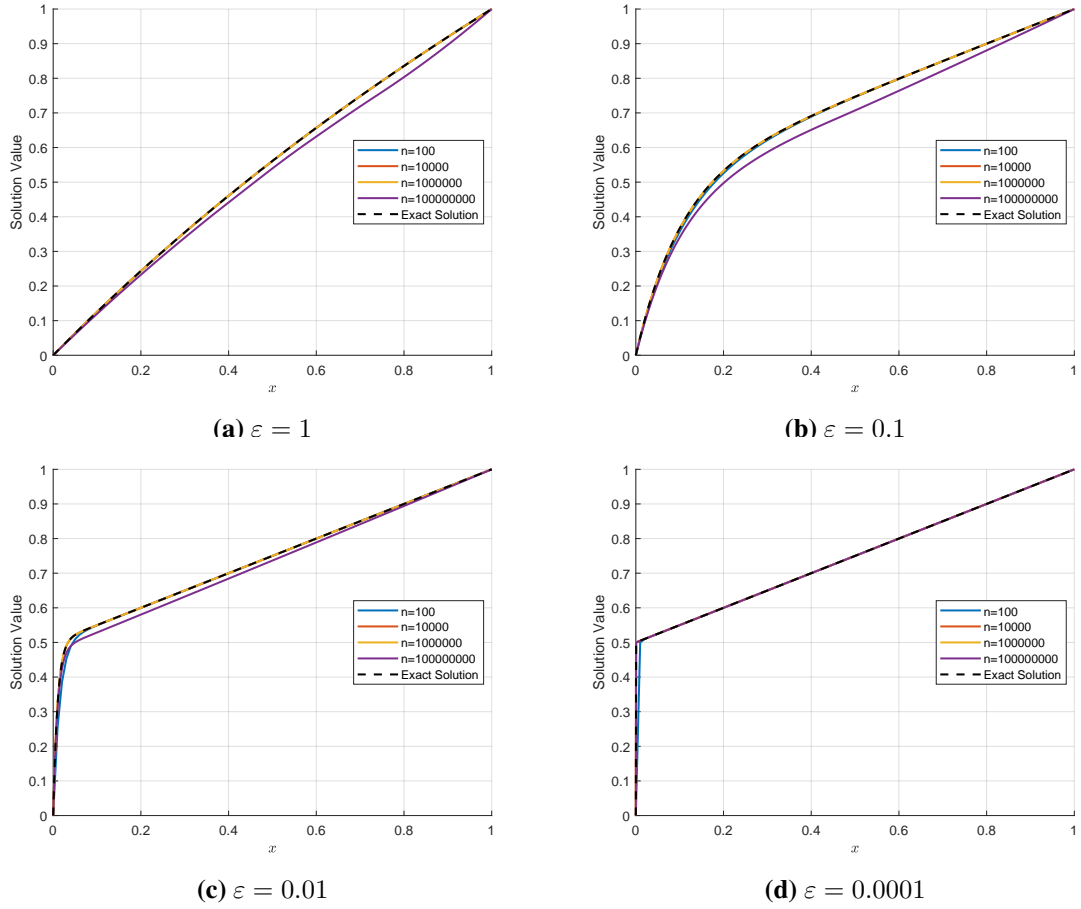 1
0.9
0.8
0.7
0.6
0.5
0.4
0.3
0.2
0.1
0
Solution Value
n=100
n=10000
n=1000000
n=100000000
Exact Solution
0 0.2 0.4 0.6 0.8 1
x
(a) ε = 1
1
0.9
0.8
0.7
0.6
0.5
0.4
0.3
0.2
0.1
0
Solution Value
n=100
n=10000
n=1000000
n=100000000
Exact Solution
0 0.2 0.4 0.6 0.8 1
x
(b) ε = 0.1
1
0.9
0.8
0.7
0.6
0.5
0.4
0.3
0.2
0.1
0
Solution Value
n=100
n=10000
n=1000000
n=100000000
Exact Solution
0 0.2 0.4 0.6 0.8 1
x
(c) ε = 0.01
1
0.9
0.8
0.7
0.6
0.5
0.4
0.3
0.2
0.1
0
Solution Value
n=100
n=10000
n=1000000
n=100000000
Exact Solution
0 0.2 0.4 0.6 0.8 1
x
(d) ε = 0.0001